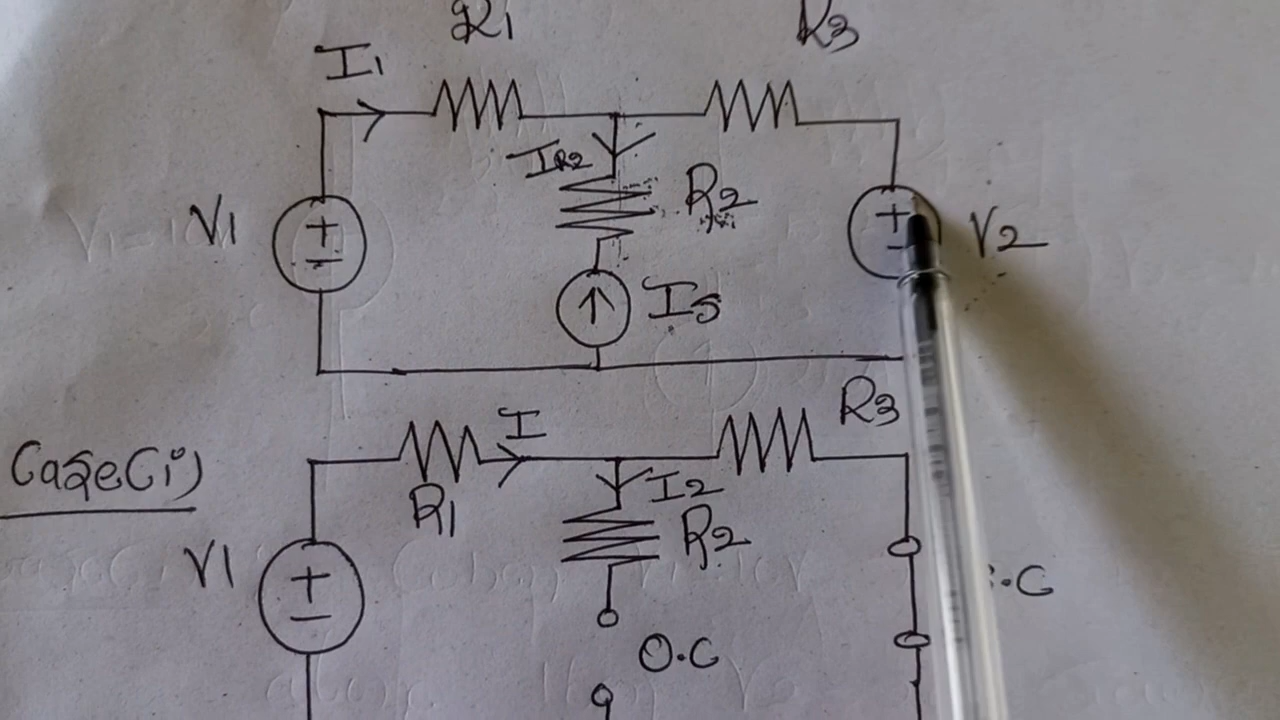 R1 R3
I1
IR2 R2
V1 + - + - V2
IS
R3
I
Case(i) I2
R1 R2
V1 + -
.C
O.C